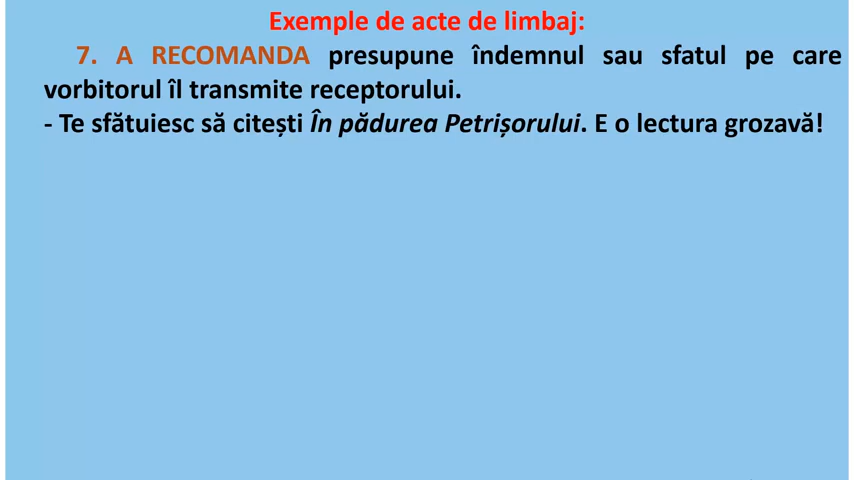 Exemple de acte de limbaj:
7. A RECOMANDA presupune îndemnul sau sfatul pe care
vorbitorul îl transmite receptorului.
- Te sfătuiesc să citești În pădurea Petrișorului. E o lectura grozavă!